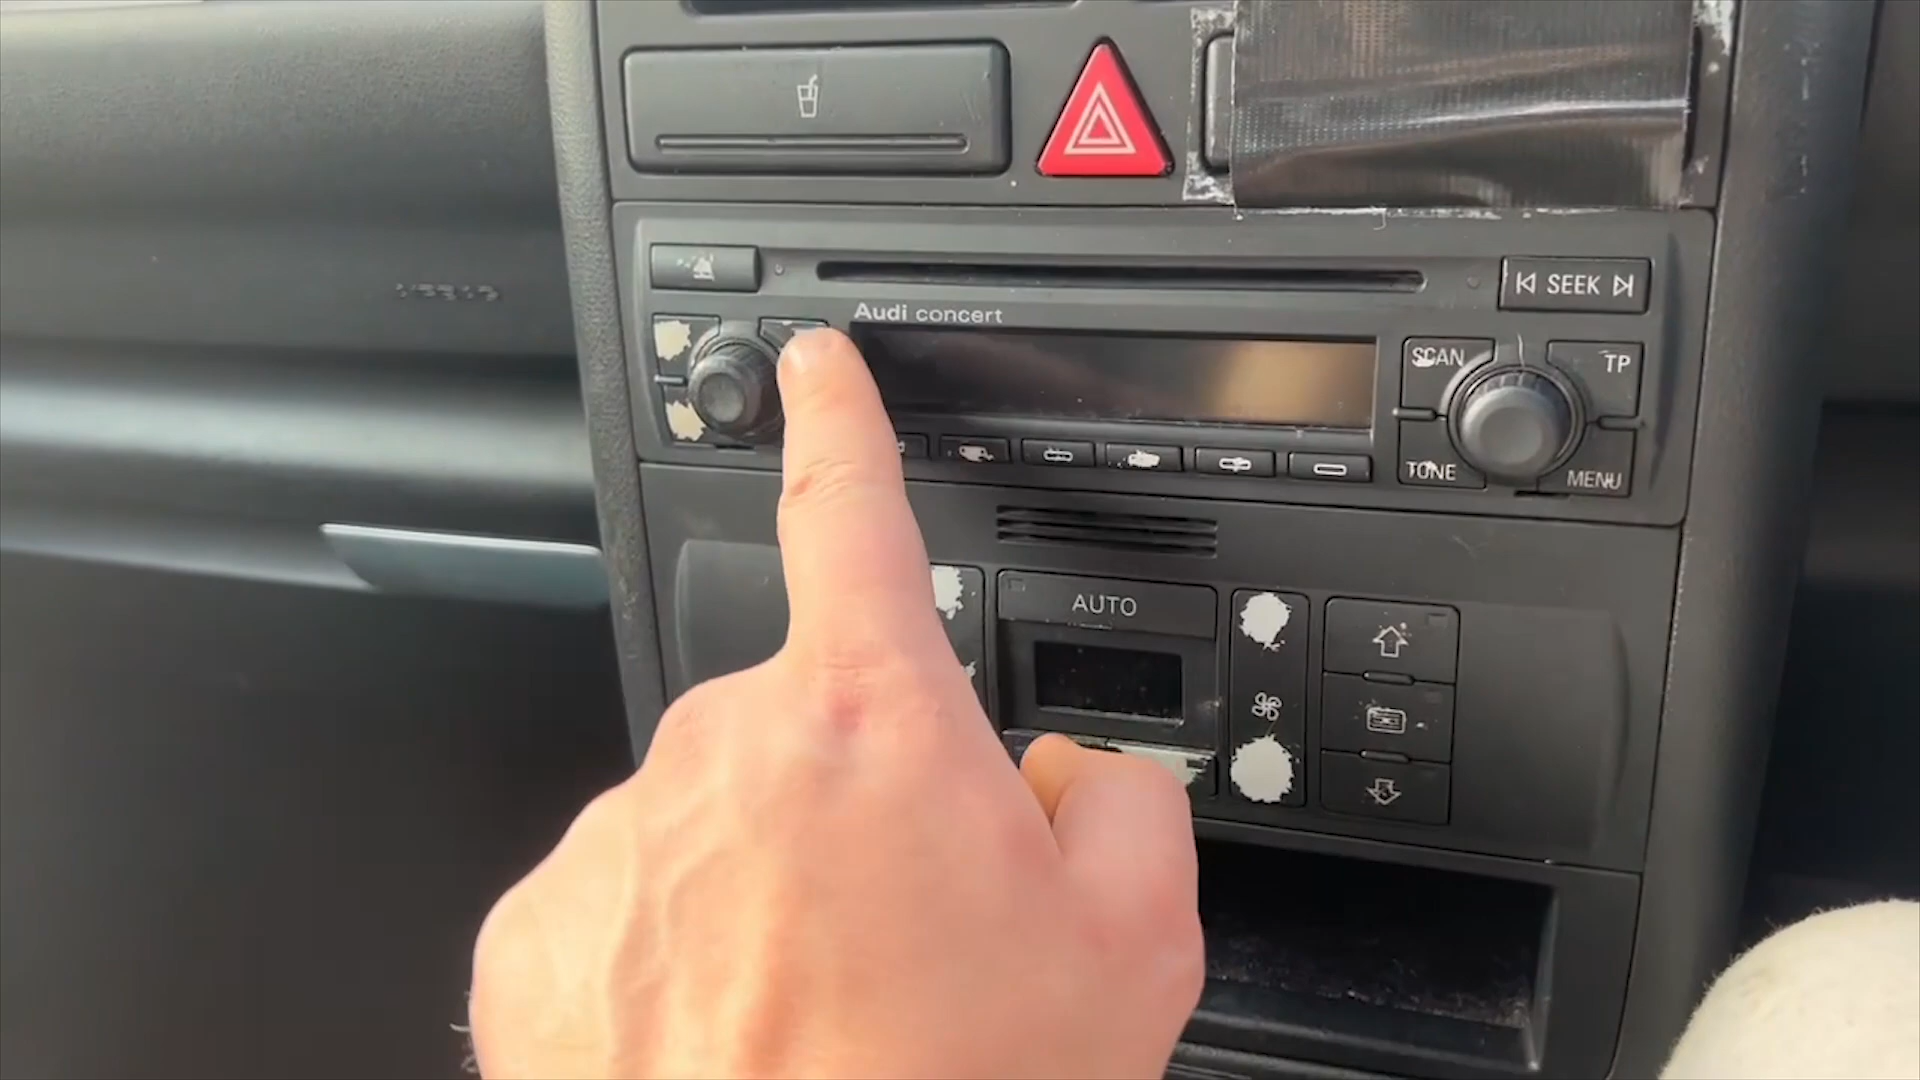 SEEK
Audi concert
SCAN
TP
TONE
MENU
AUTO